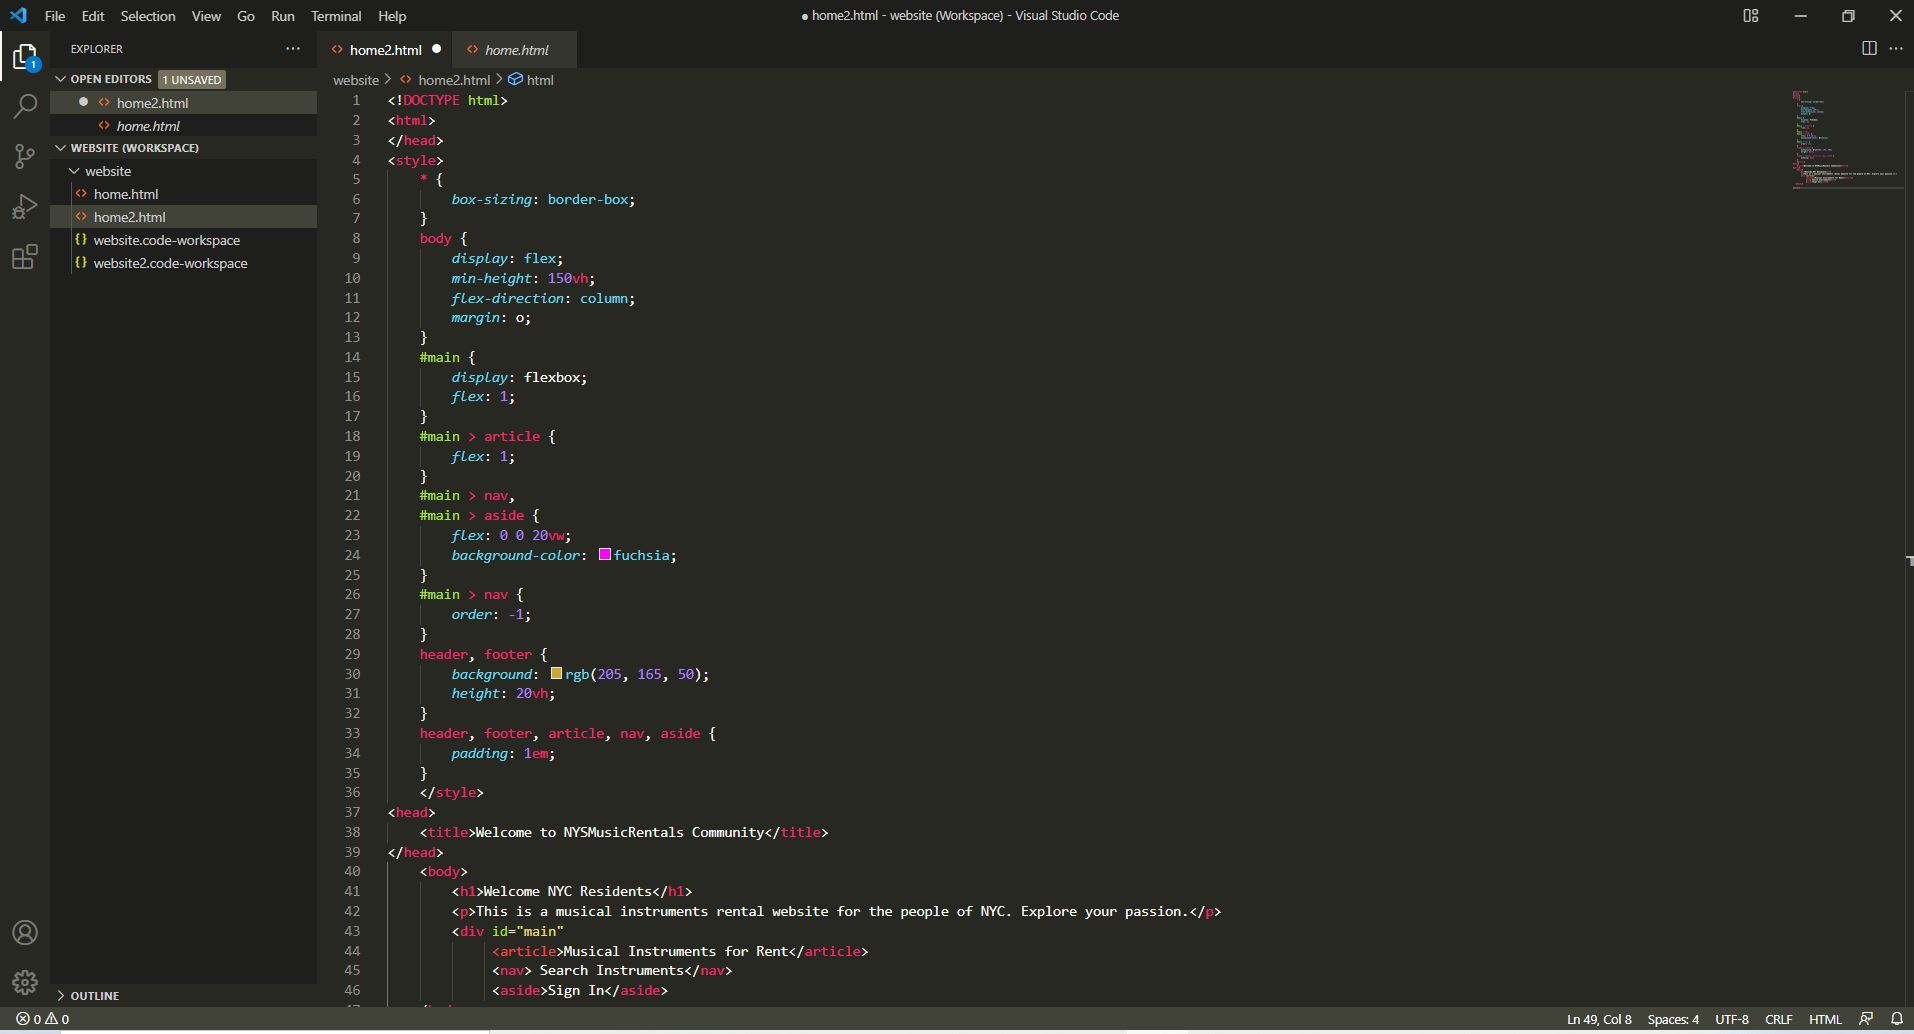 File Edit Selection View Go Run Terminal Help
● home2.html - website (Workspace) - Visual Studio Code
EXPLORER
OPEN EDITORS 1 UNSAVED
home2.html
home.html
WEBSITE (WORKSPACE)
website
home.html
home2.html
website.code-workspace
website2.code-workspace
OUTLINE
1
home2.html home.html
website > home2.html > html
1 <!DOCTYPE html>
2 <html>
3 </head>
4 <style>
5 * {
6 box-sizing: border-box;
7 }
8 body {
9 display: flex;
10 min-height: 150vh;
11 flex-direction: column;
12 margin: o;
13 }
14 #main {
15 display: flexbox;
16 flex: 1;
17 }
18 #main > article {
19 flex: 1;
20 }
21 #main > nav,
22 #main > aside {
23 flex: 0 0 20vw;
24 background-color: fuchsia;
25 }
26 #main > nav {
27 order: -1;
28 }
29 header, footer {
30 background: rgb(205, 165, 50);
31 height: 20vh;
32 }
33 header, footer, article, nav, aside {
34 padding: 1em;
35 }
36 </style>
37 <head>
38 <title>Welcome to NYSMusicRentals Community</title>
39 </head>
40 <body>
41 <h1>Welcome NYC Residents</h1>
42 <p>This is a musical instruments rental website for the people of NYC. Explore your passion.</p>
43 <div id="main"
44 <article>Musical Instruments for Rent</article>
45 <nav> Search Instruments</nav>
46 <aside>Sign In</aside>
0 0
Ln 49, Col 8 Spaces: 4 UTF-8 CRLF HTML